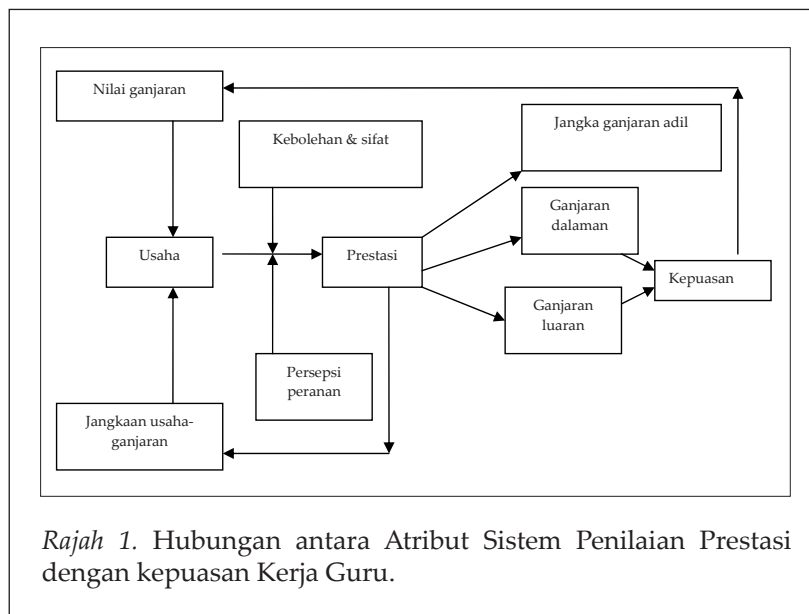 Nilai ganjaran
Kebolehan & sifat
Jangka ganjaran adil
Ganjaran
dalaman
Usaha
Prestasi
Kepuasan
Ganjaran
luaran
Persepsi
peranan
Jangkaan usaha-
ganjaran
Rajah 1. Hubungan antara Atribut Sistem Penilaian Prestasi
dengan kepuasan Kerja Guru.